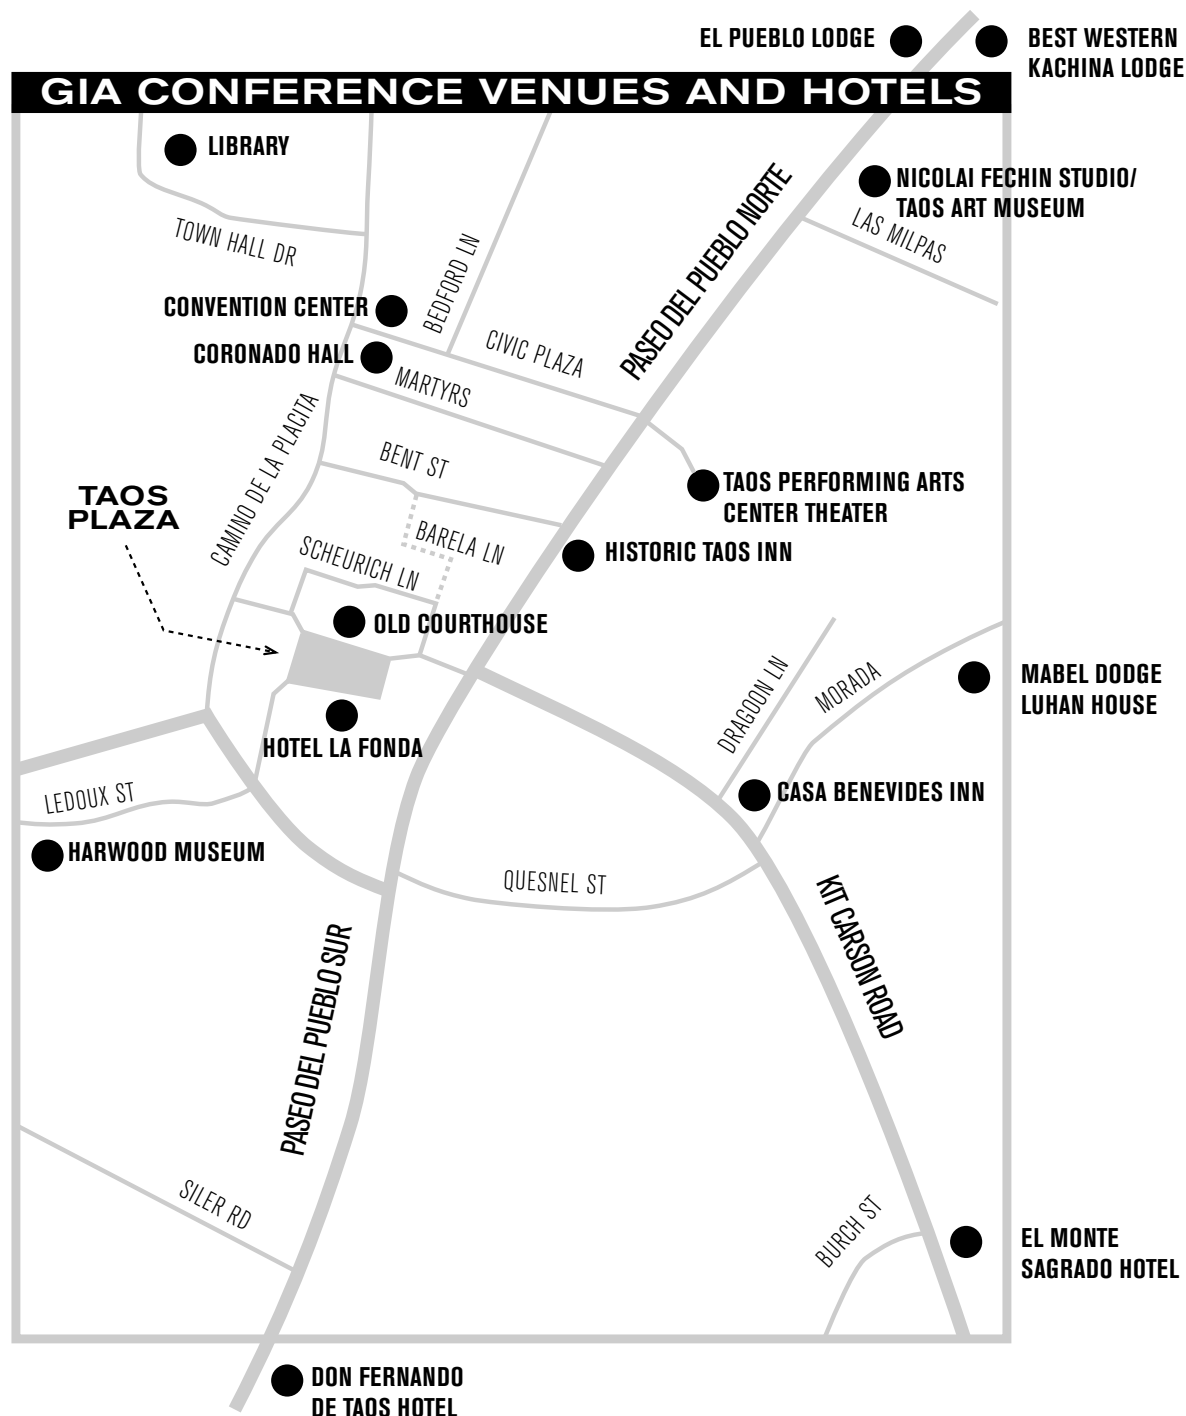 EL PUEBLO LODGE
BEST WESTERN
KACHINA LODGE
GIA CONFERENCE VENUES AND HOTELS
LIBRARY
NICOLAI FECHIN STUDIO/
TAOS ART MUSEUM
TOWN HALL DR
LAS MILPAS
BEDFORD LN
PASEO DEL PUEBLO NORTE
CONVENTION CENTER
CORONADO HALL
CIVIC PLAZA
MARTYRS
CAMINO DE LA PLACITA
BENT ST
TAOS
PLAZA
TAOS PERFORMING ARTS
CENTER THEATER
BARELA LN
SCHEURICH LN
HISTORIC TAOS INN
OLD COURTHOUSE
DRAGOON LN
MORADA
MABEL DODGE
LUHAN HOUSE
HOTEL LA FONDA
LEDOUX ST
CASA BENEVIDES INN
HARWOOD MUSEUM
QUESNEL ST
KIT CARSON ROAD
PASEO DEL PUEBLO SUR
SILER RD
BURCH ST
EL MONTE
SAGRADO HOTEL
DON FERNANDO
DE TAOS HOTEL